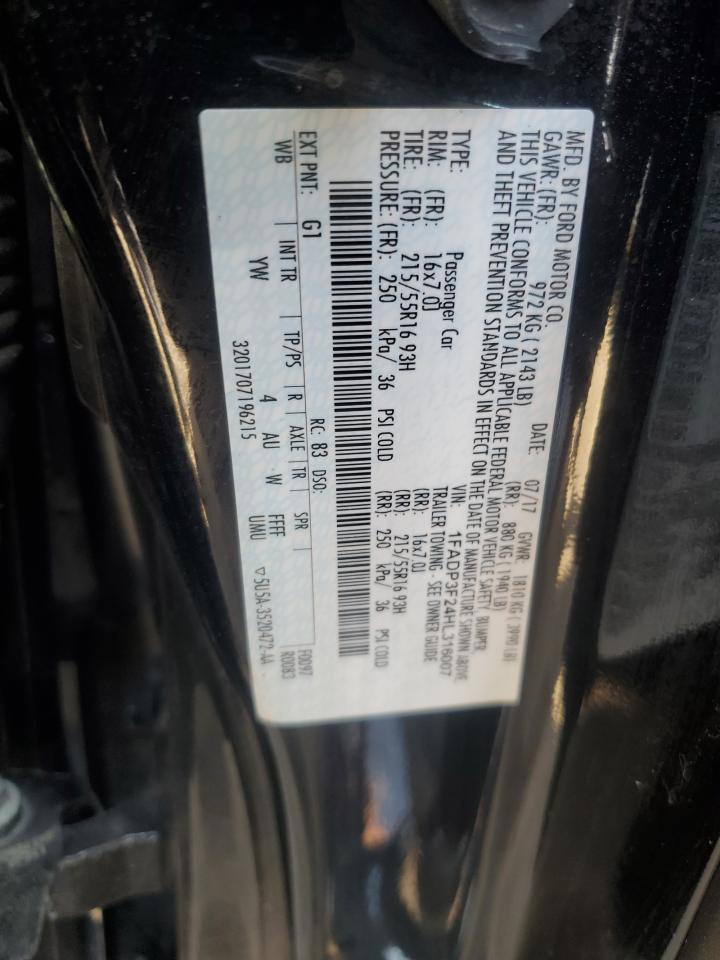 MFD. BY FORD MOTOR CO.
DATE: 07/17 GVWR: 1810 KG ( 3990 LB)
GAWR: (FR): 972 KG ( 2143 LB) (RR): 880 KG ( 1940 LB)
THIS VEHICLE CONFORMS TO ALL APPLICABLE FEDERAL MOTOR VEHICLE SAFETY, BUMPER,
AND THEFT PREVENTION STANDARDS IN EFFECT ON THE DATE OF MANUFACTURE SHOWN ABOVE.
VIN: 1FADP3F24HL316007
TYPE: Passenger Car TRAILER TOWING - SEE OWNER GUIDE
RIM: (FR): 16x7.0J (RR): 16x7.0J
TIRE: (FR): 215/55R16 93H (RR): 215/55R16 93H
PRESSURE: (FR): 250 kPa/ 36 PSI COLD (RR): 250 kPa/ 36 PSI COLD
EXT PNT: G1 RC: 83 DSO: F0097
WB INT TR TP/PS R AXLE TR SPR R0083
YW 4 AU W FFFF UMU
3201707196215 ▽5U5A-3520472-AA